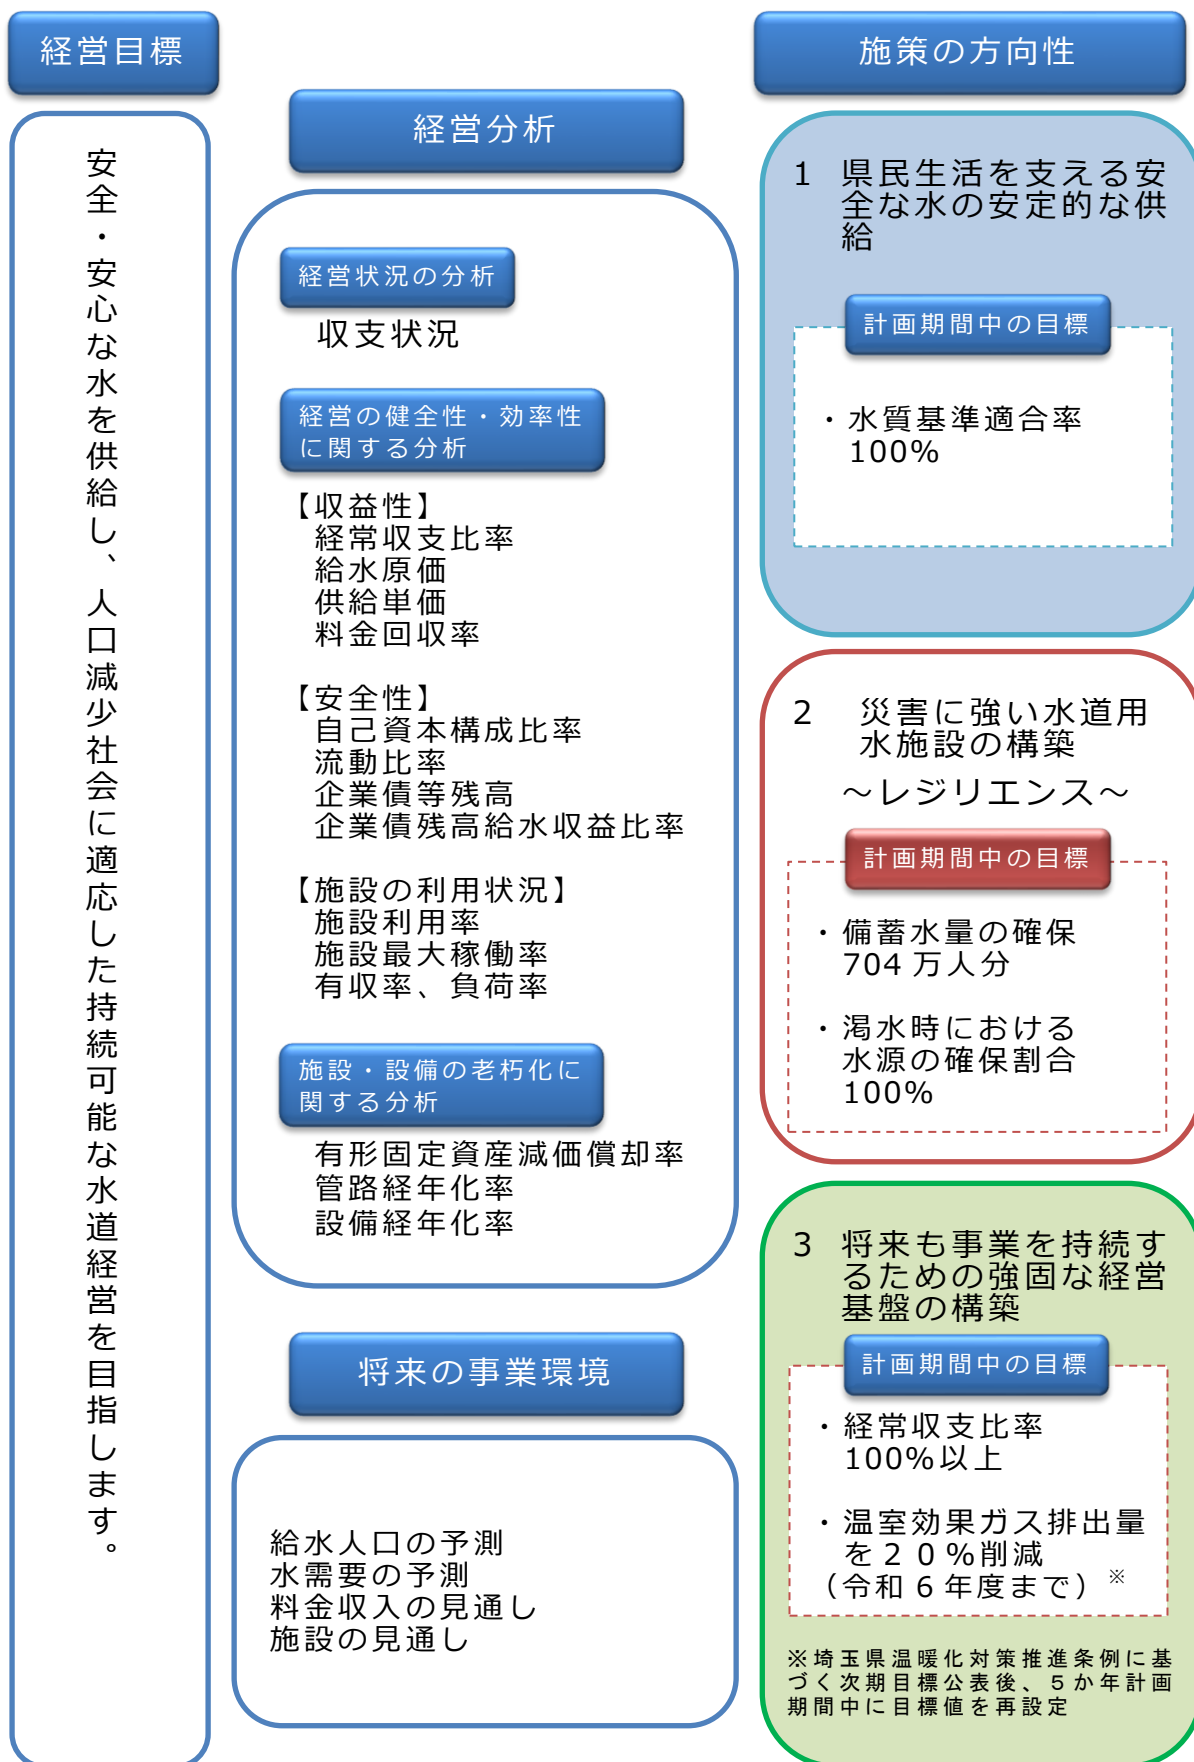 経営目標
安全・安心な水を供給し、人口減少社会に適応した持続可能な水道経営を目指します。
経営分析
経営状況の分析
収支状況
経営の健全性・効率性
に関する分析
【収益性】
経常収支比率
給水原価
供給単価
料金回収率
【安全性】
自己資本構成比率
流動比率
企業債等残高
企業債残高給水収益比率
【施設の利用状況】
施設利用率
施設最大稼働率
有収率、負荷率
施設・設備の老朽化に
関する分析
有形固定資産減価償却率
管路経年化率
設備経年化率
将来の事業環境
給水人口の予測
水需要の予測
料金収入の見通し
施設の見通し
施策の方向性
1 県民生活を支える安
全な水の安定的な供
給
計画期間中の目標
・水質基準適合率
100%
2 災害に強い水道用
水施設の構築
～レジリエンス～
計画期間中の目標
・備蓄水量の確保
704万人分
・渇水時における
水源の確保割合
100%
3 将来も事業を持続す
るための強固な経営
基盤の構築
計画期間中の目標
・経常収支比率
100%以上
・温室効果ガス排出量
を２０%削減
（令和６年度まで）※
※埼玉県温暖化対策推進条例に基
づく次期目標公表後、５か年計画
期間中に目標値を再設定